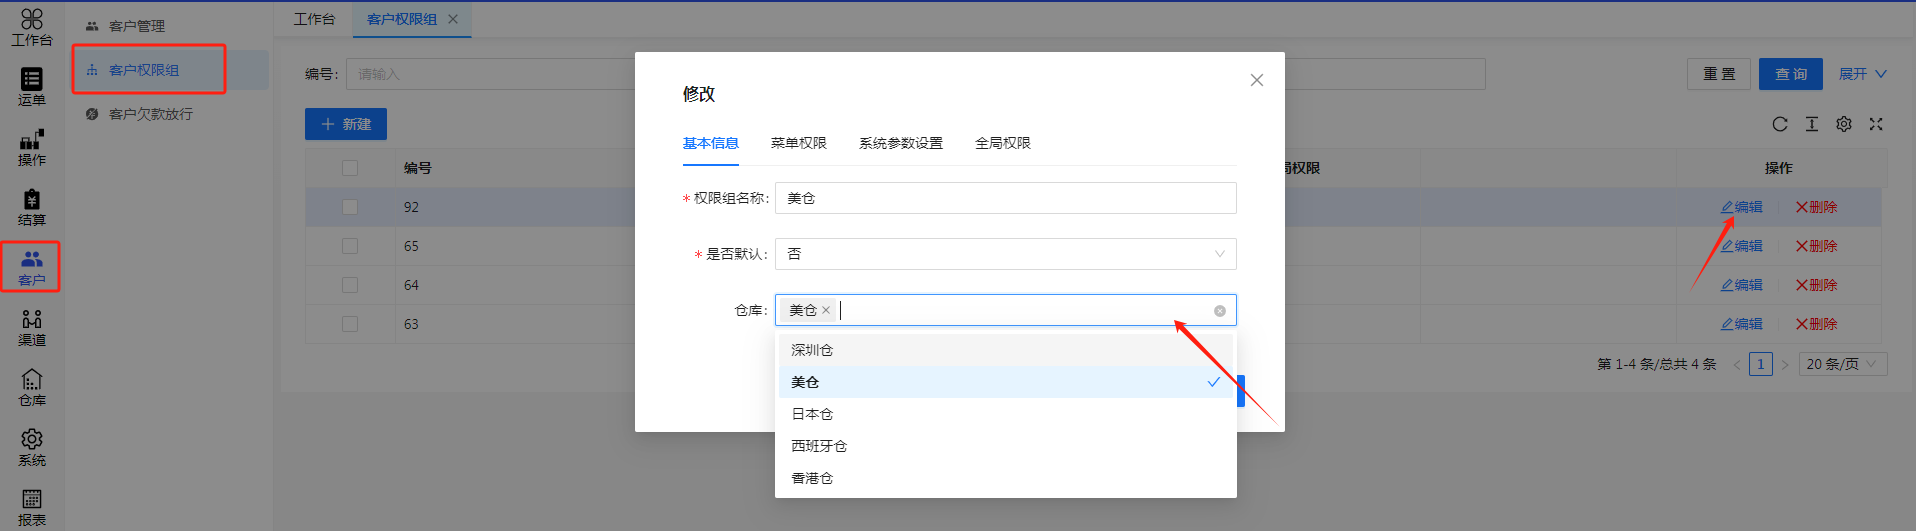 工作台
运单
操作
结算
客户
渠道
仓库
系统
报表
客户管理
客户权限组
客户欠款放行
工作台 客户权限组
编号: 请输入
重置 查询 展开
新建
编号 权限 操作
92 编辑 删除
65 编辑 删除
64 编辑 删除
63 编辑 删除
第 1-4 条/总共 4 条 < 1 > 20 条/页
修改
基本信息 菜单权限 系统参数设置 全局权限
* 权限组名称: 美仓
* 是否默认: 否
仓库: 美仓 ×
深圳仓
美仓
日本仓
西班牙仓
香港仓